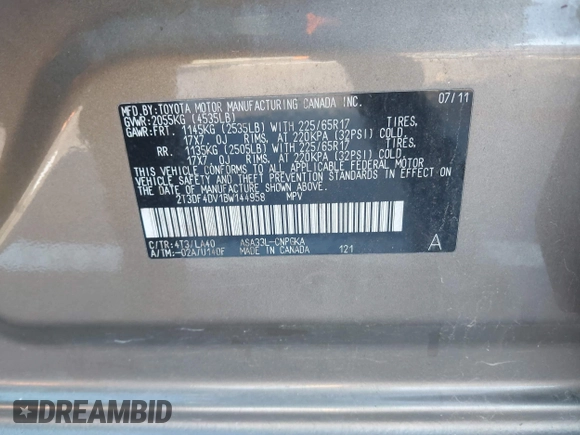 MFD.BY:TOYOTA MOTOR MANUFACTURING CANADA INC. 07/11
GVWR:2055KG (4535LB)
GAWR:FRT. 1145KG (2535LB) WITH 225/65R17 TIRES,
17X7.0J RIMS, AT 220KPA (32PSI) COLD.
RR. 1135KG (2505LB) WITH 225/65R17 TIRES,
17X7.0J RIMS, AT 220KPA (32PSI) COLD.
THIS VEHICLE CONFORMS TO ALL APPLICABLE FEDERAL MOTOR
VEHICLE SAFETY AND THEFT PREVENTION STANDARDS IN EFFECT ON
THE DATE OF MANUFACTURE SHOWN ABOVE.
2T3DF4DV1BW144958 MPV
C/TR:4T3/LA40 ASA33L-CNPGKA
A/TM:-02A/U140F MADE IN CANADA 121 A
DREAMBID